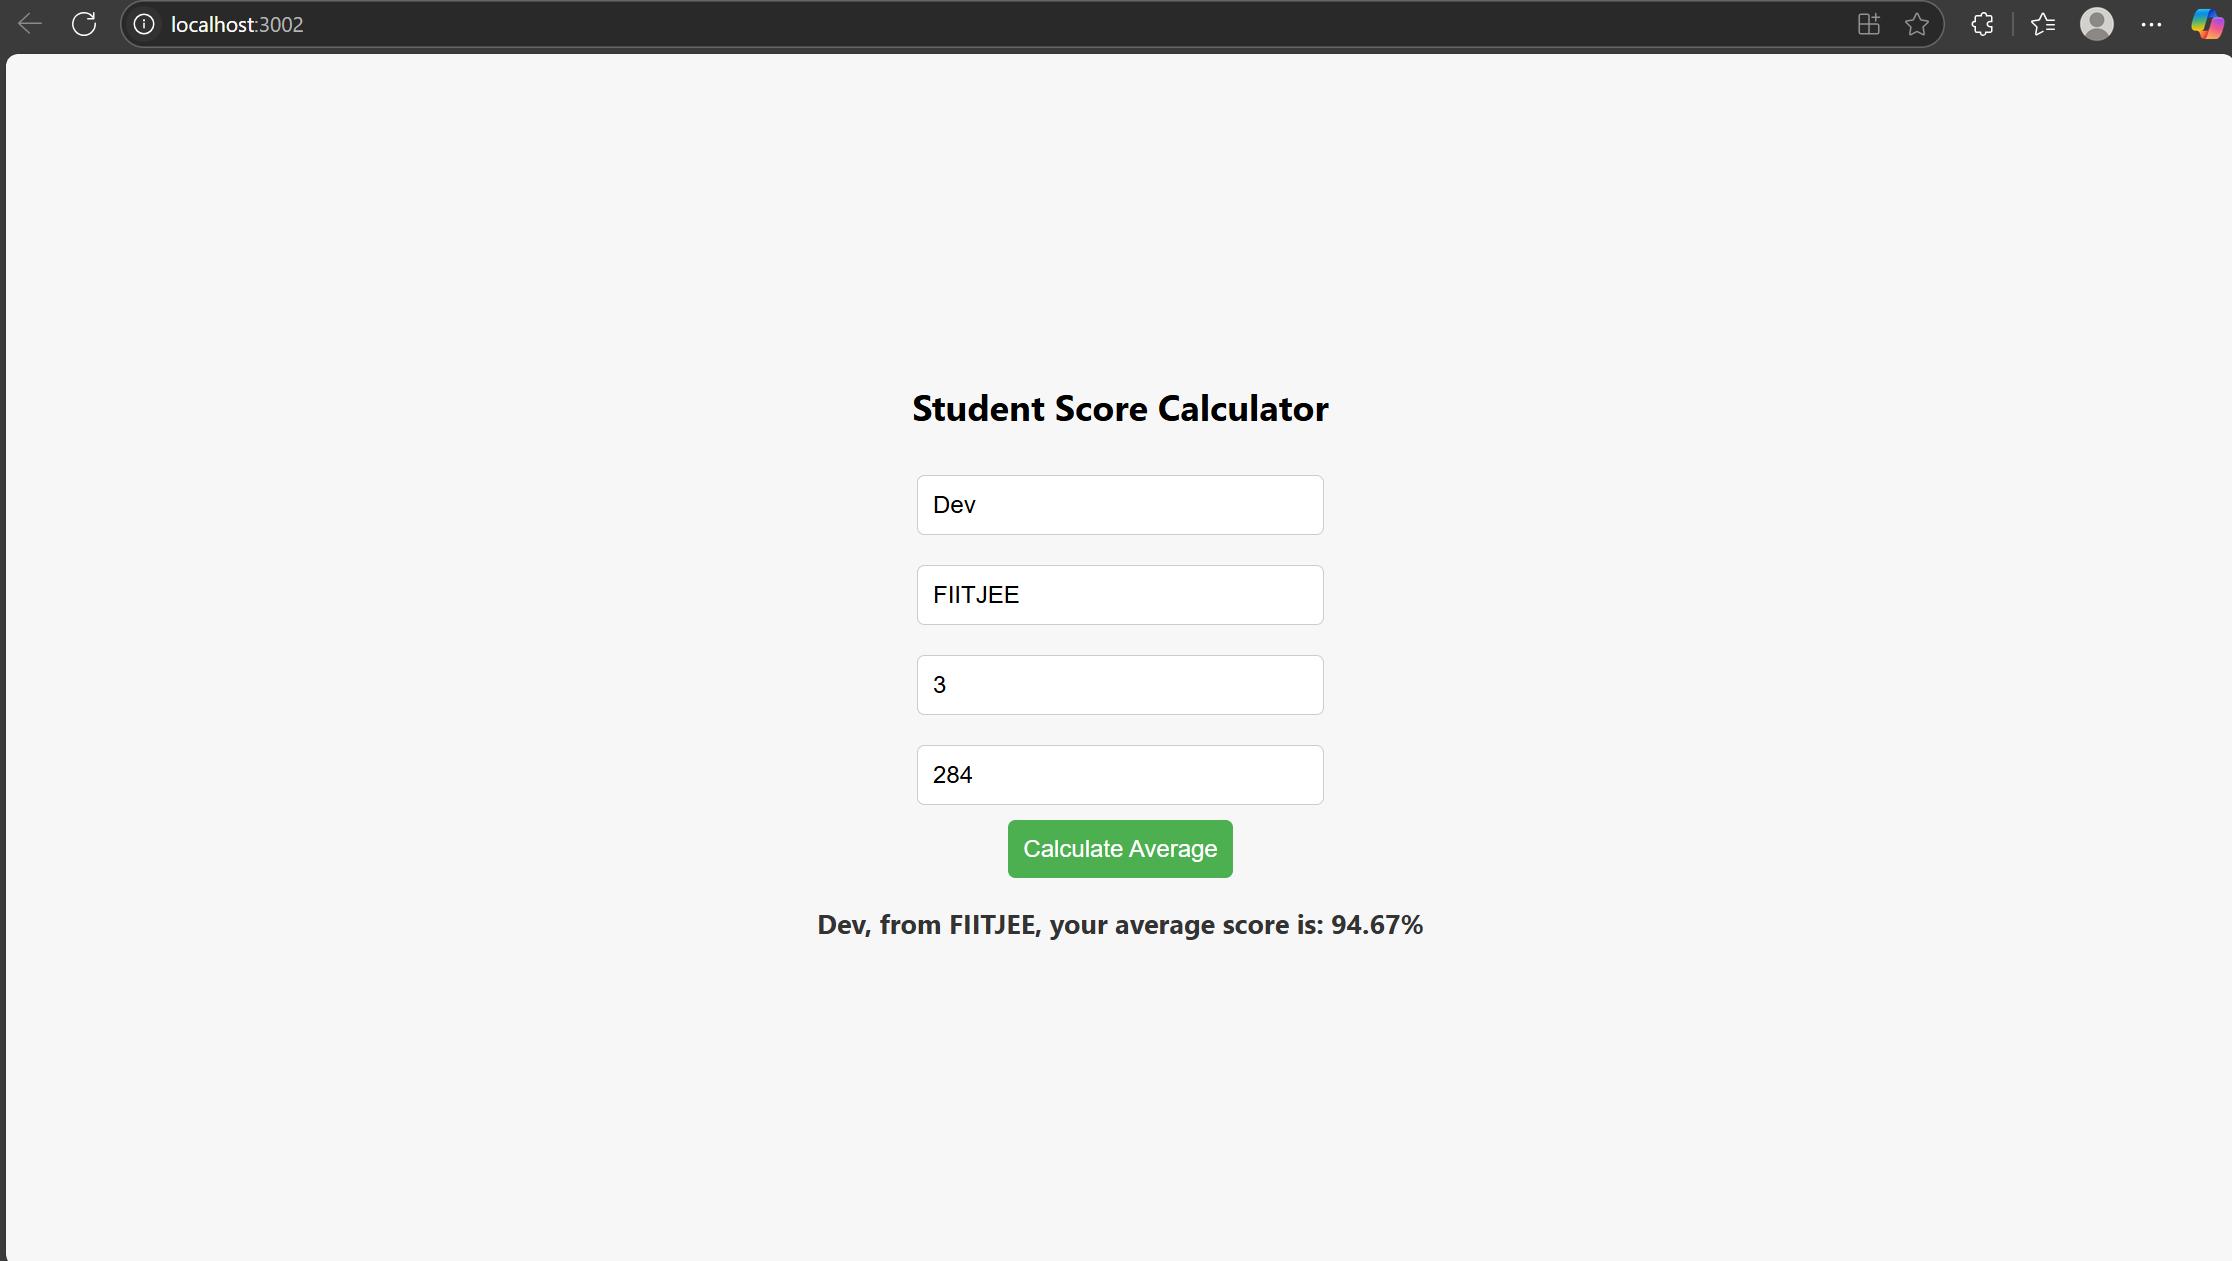 localhost:3002
Student Score Calculator
Dev
FIITJEE
3
284
Calculate Average
Dev, from FIITJEE, your average score is: 94.67%